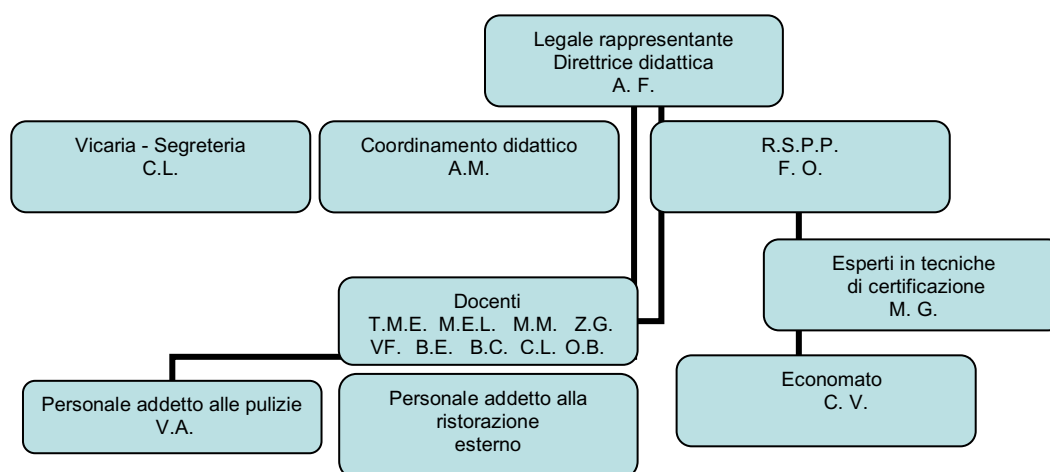 Legale rappresentante
Direttrice didattica
A. F.
Vicaria - Segreteria
C.L.
Coordinamento didattico
A.M.
R.S.P.P.
F. O.
Esperti in tecniche
di certificazione
M. G.
Docenti
T.M.E. M.E.L. M.M. Z.G.
VF. B.E. B.C. C.L. O.B.
Economato
C. V.
Personale addetto alle pulizie
V.A.
Personale addetto alla
ristorazione
esterno